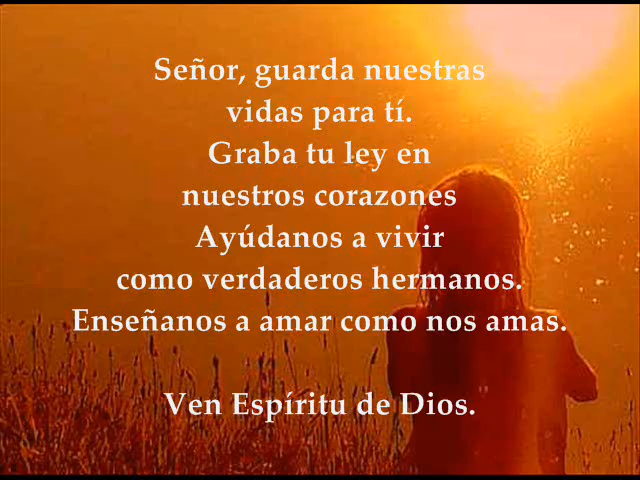 Señor, guarda nuestras
vidas para tí.
Graba tu ley en
nuestros corazones
Ayúdanos a vivir
como verdaderos hermanos.
Enseñanos a amar como nos amas.
Ven Espíritu de Dios.